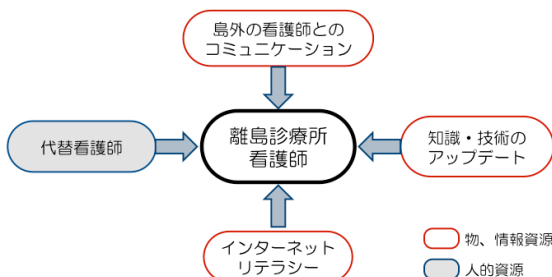 島外の看護師との
コミュニケーション
代替看護師
離島診療所
看護師
知識・技術の
アップデート
インターネット
リテラシー
物、情報資源
人的資源